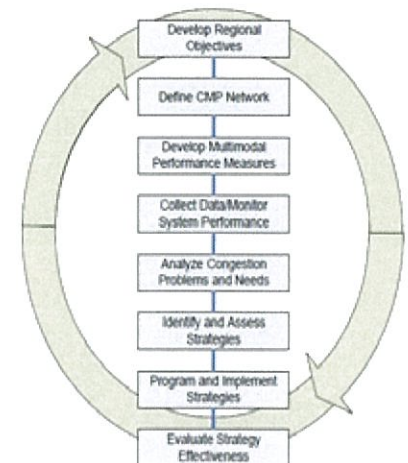 Develop Regional
Objectives
Define CMP Network
Develop Multimodal
Performance Measures
Collect Data/Monitor
System Performance
Analyze Congestion
Problems and Needs
Identify and Assess
Strategies
Program and Implement
Strategies
Evaluate Strategy
Effectiveness